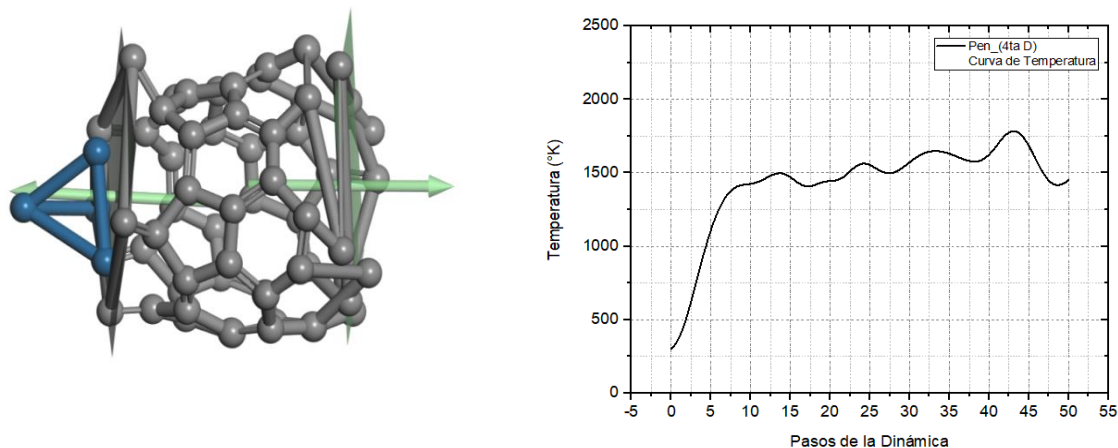 2500
2000
1500
1000
500
0
Temperatura (°K)
Pen_(4ta D)
Curva de Temperatura
-5 0 5 10 15 20 25 30 35 40 45 50 55
Pasos de la Dinámica